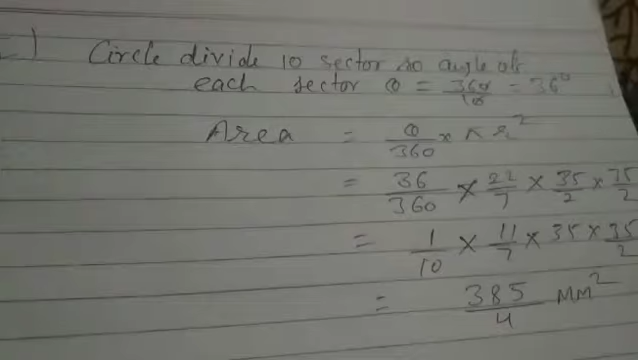 ) Circle divide 10 sector so angle of
each sector θ = 360/10 = 36°
Area = θ/360 × π r²
= 36/360 × 22/7 × 35/2 × 35/2
= 1/10 × 11/7 × 35 × 35/2
= 385/4 mm²